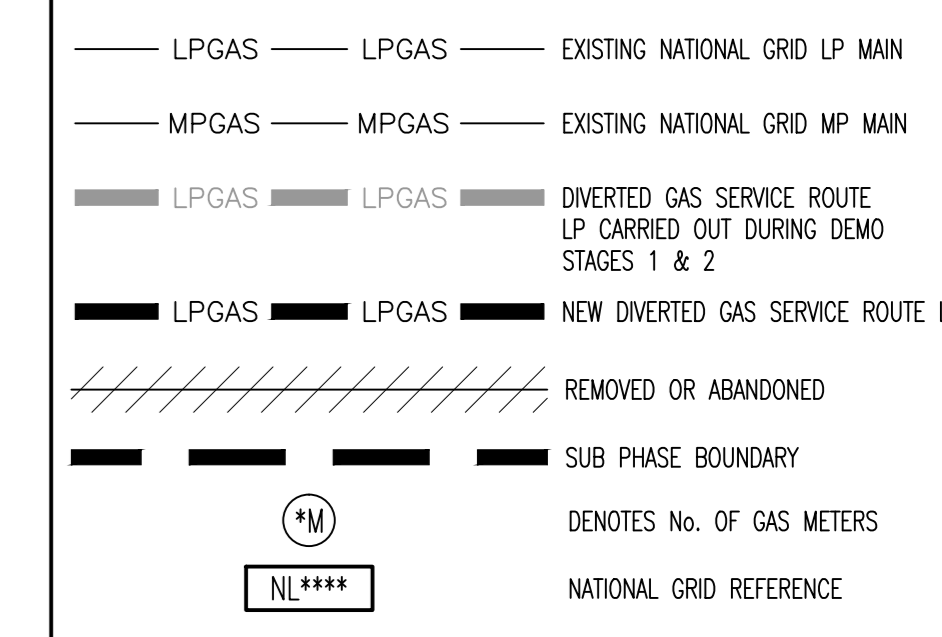 LPGAS LPGAS EXISTING NATIONAL GRID LP MAIN
MPGAS MPGAS EXISTING NATIONAL GRID MP MAIN
LPGAS LPGAS DIVERTED GAS SERVICE ROUTE
LP CARRIED OUT DURING DEMO
STAGES 1 & 2
LPGAS LPGAS NEW DIVERTED GAS SERVICE ROUTE
REMOVED OR ABANDONED
SUB PHASE BOUNDARY
*M DENOTES No. OF GAS METERS
NL**** NATIONAL GRID REFERENCE